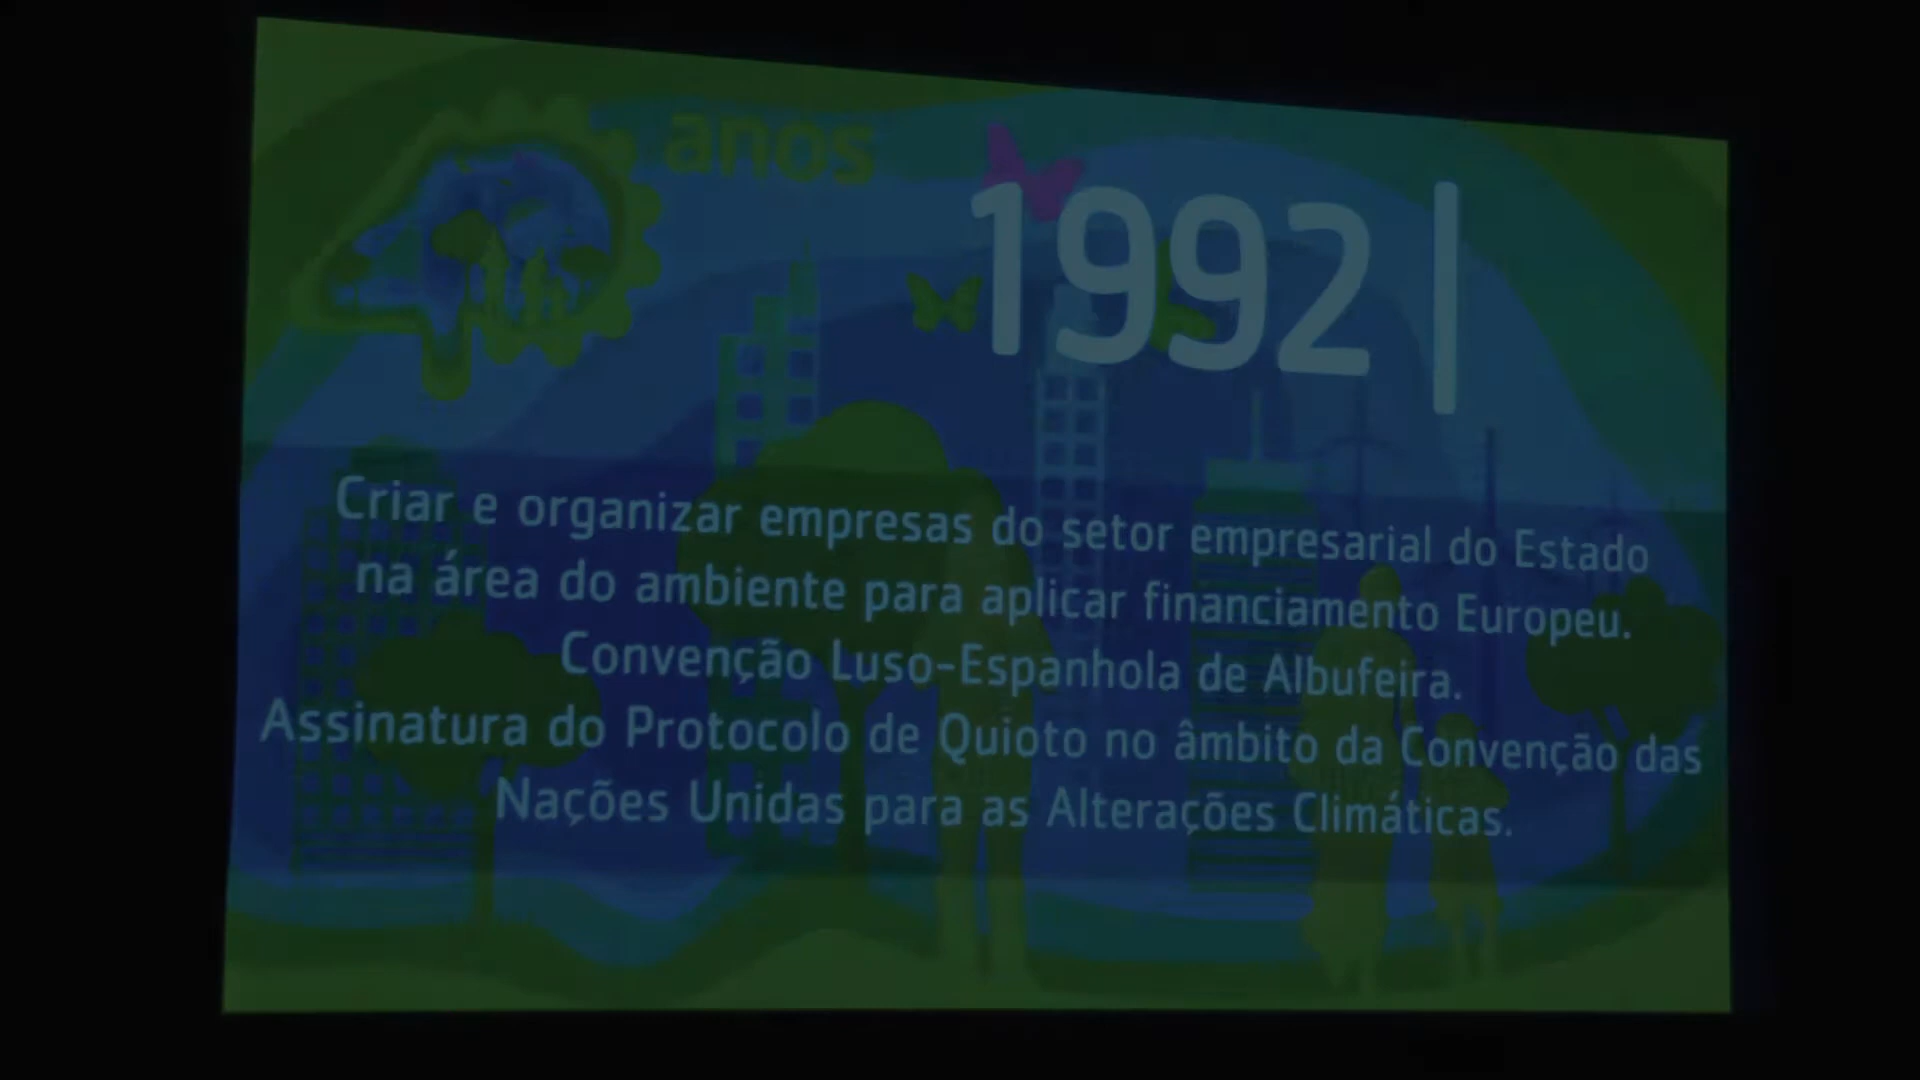 anos
1992 |
Criar e organizar empresas do setor empresarial do Estado
na área do ambiente para aplicar financiamento Europeu.
Convenção Luso-Espanhola de Albufeira.
Assinatura do Protocolo de Quioto no âmbito da Convenção das
Nações Unidas para as Alterações Climáticas.